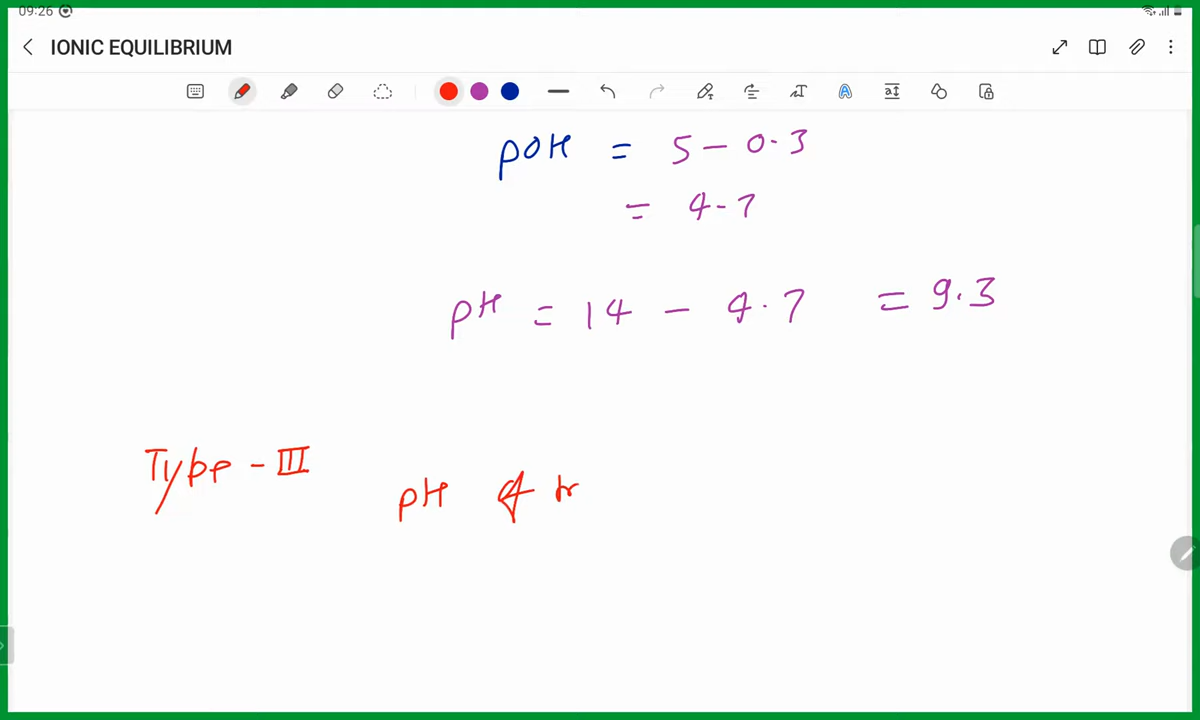 09:26
IONIC EQUILIBRIUM
pOH = 5 - 0.3
= 4.7
pH = 14 - 4.7 = 9.3
Type - III
pH of